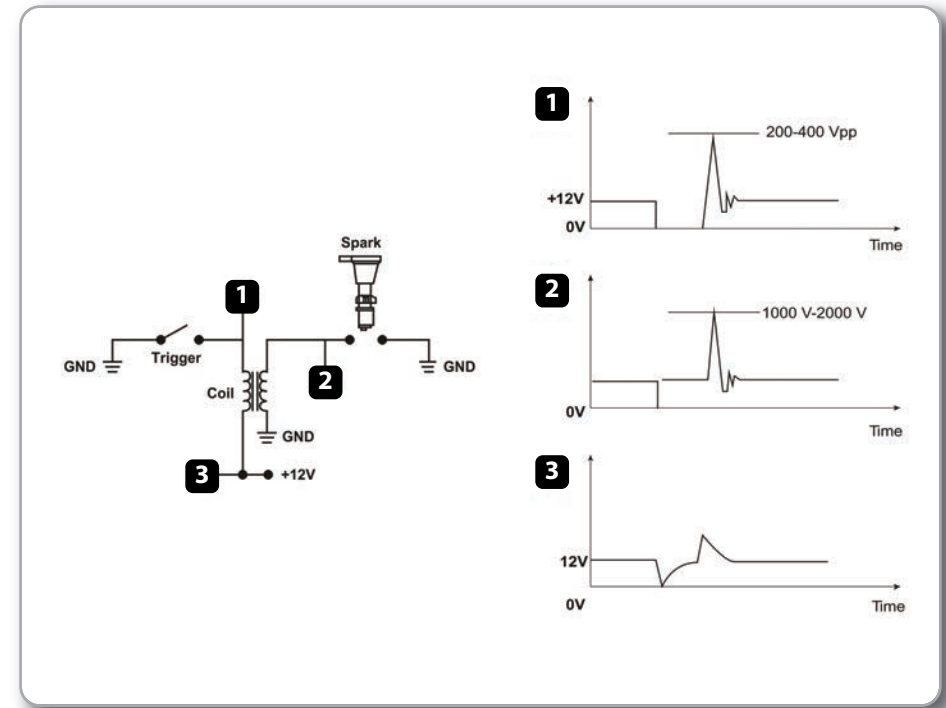 Spark
1
Trigger
GND
Coil
2
GND
GND
3
+12V
1
200-400 Vpp
+12V
0V
Time
2
1000 V-2000 V
0V
Time
3
12V
0V
Time